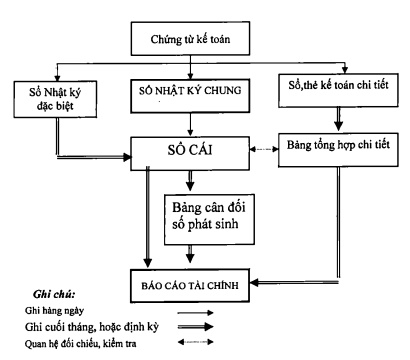 Chứng từ kế toán
Sổ Nhật ký
đặc biệt
SỔ NHẬT KÝ CHUNG
Sổ,thẻ kế toán chi tiết
SỔ CÁI
Bảng tổng hợp chi tiết
Bảng cân đối
số phát sinh
BÁO CÁO TÀI CHÍNH
Ghi chú:
Ghi hàng ngày
Ghi cuối tháng, hoặc định kỳ
Quan hệ đối chiếu, kiểm tra